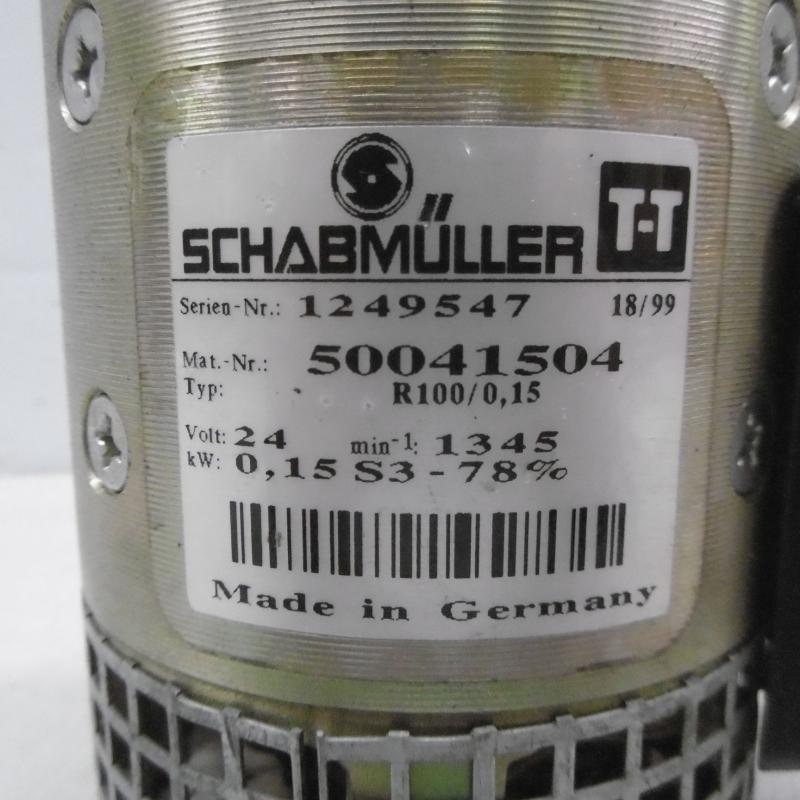 SCHABMÜLLER
Serien-Nr.: 1249547 18/99
Mat.-Nr.: 50041504
Typ: R100/0,15
Volt: 24 min-1: 1345
kW: 0,15 S3-78%
Made in Germany